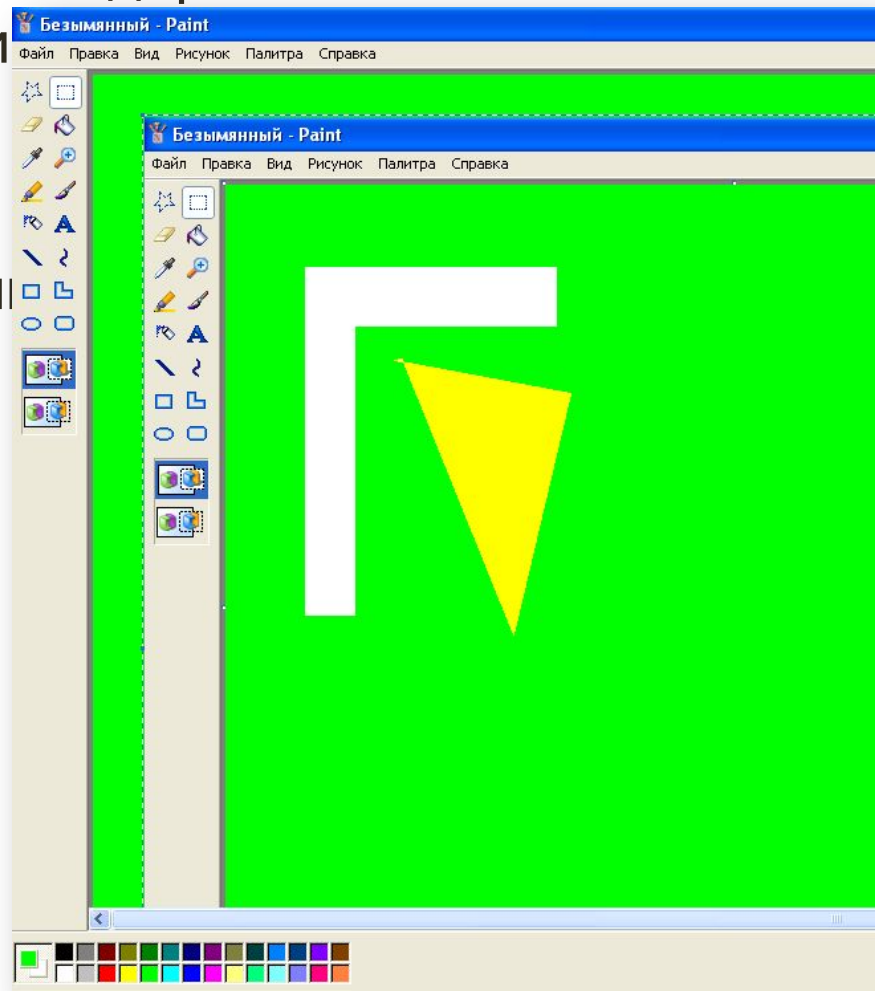 Безымянный - Paint
Файл Правка Вид Рисунок Палитра Справка
Безымянный - Paint
Файл Правка Вид Рисунок Палитра Справка
A
A